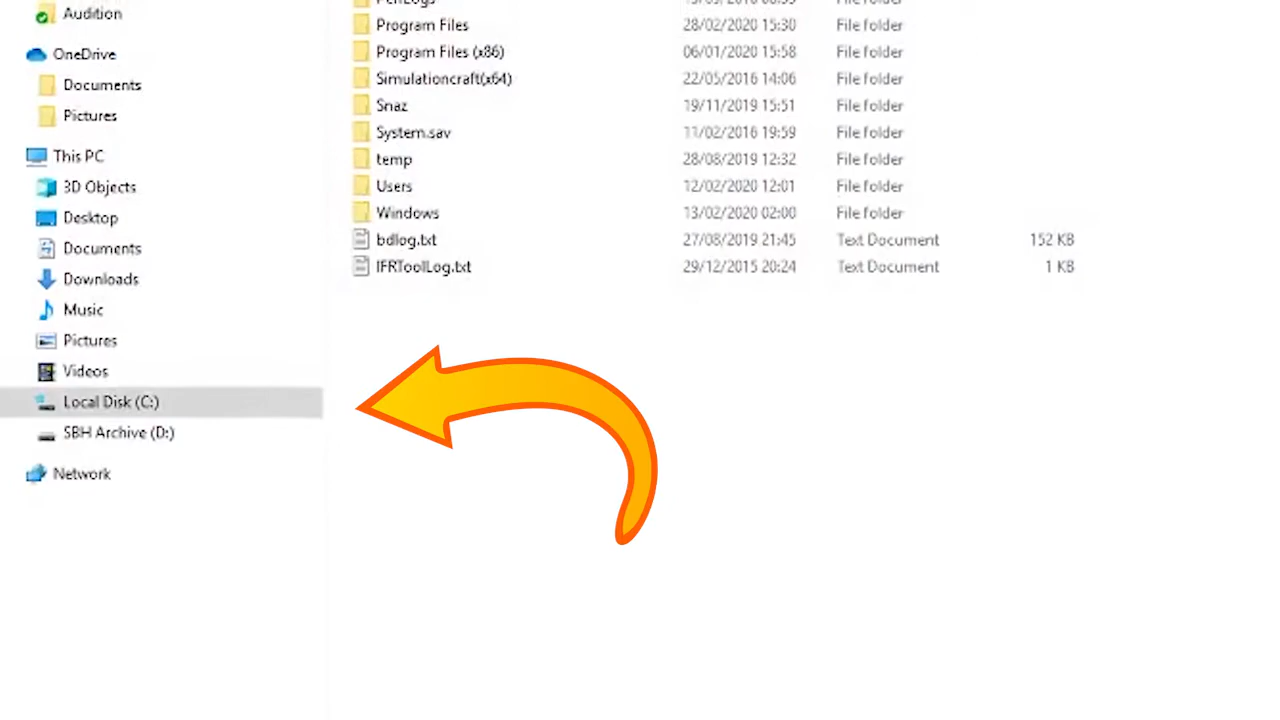 Audition
OneDrive
Documents
Pictures
This PC
3D Objects
Desktop
Documents
Downloads
Music
Pictures
Videos
Local Disk (C:)
SBH Archive (D:)
Network
Program Files 28/02/2020 15:30 File folder
Program Files (x86) 06/01/2020 15:58 File folder
Simulationcraft(x64) 22/05/2016 14:06 File folder
Snaz 19/11/2019 15:51 File folder
System.sav 11/02/2016 19:59 File folder
temp 28/08/2019 12:32 File folder
Users 12/02/2020 12:01 File folder
Windows 13/02/2020 02:00 File folder
bdlog.txt 27/08/2019 21:45 Text Document 152 KB
IFRToolLog.txt 29/12/2015 20:24 Text Document 1 KB